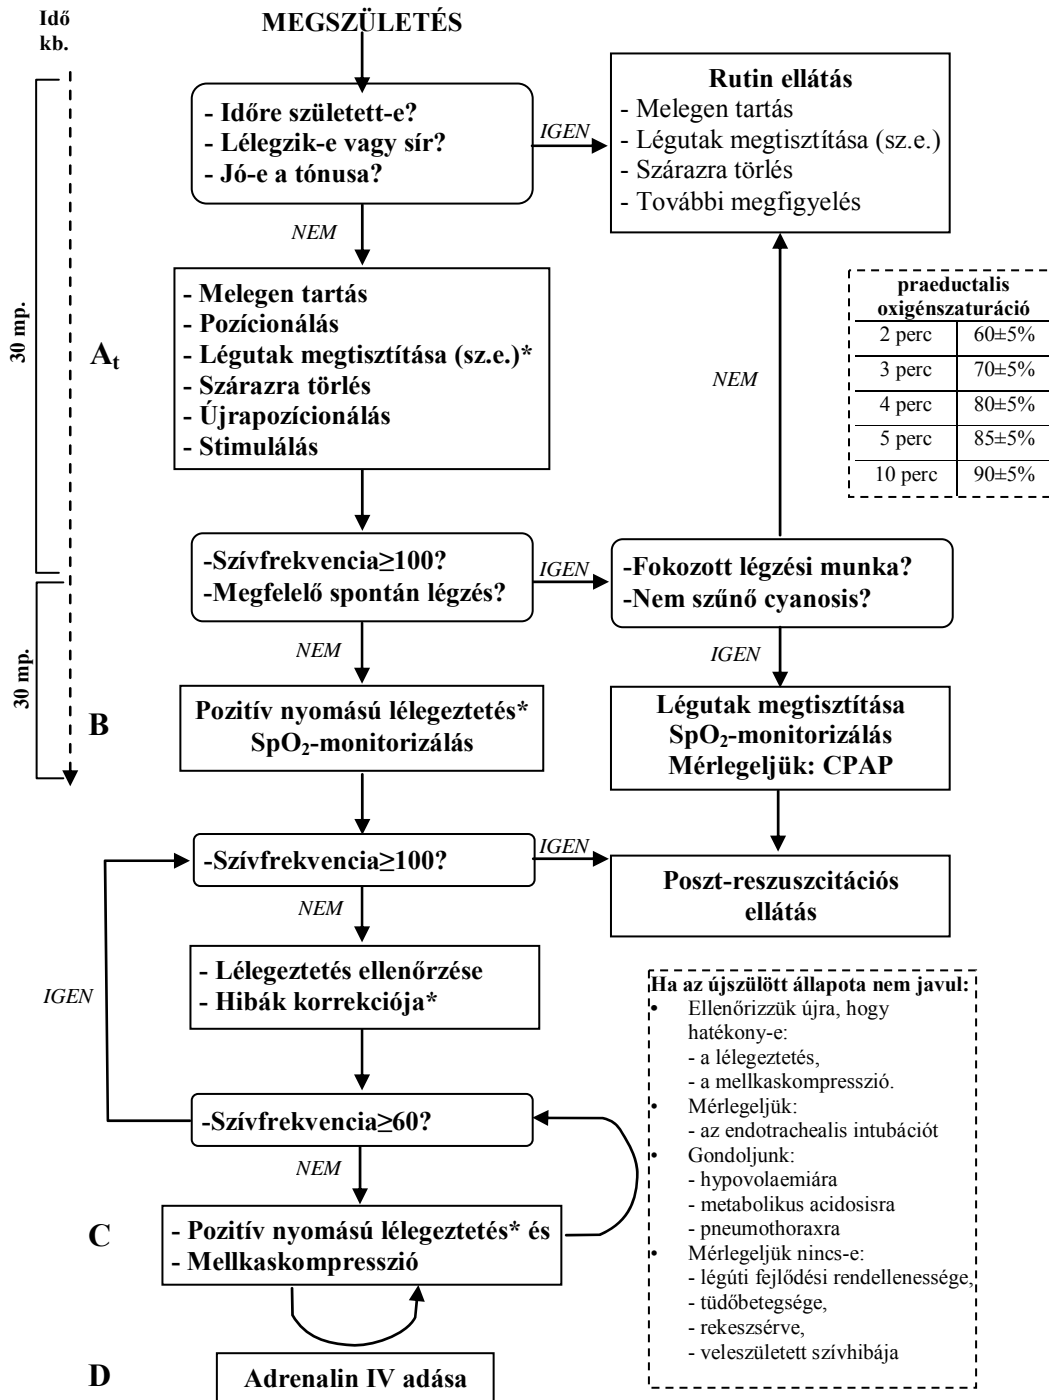 Idő
kb.
MEGSZÜLETÉS
- Időre született-e?
- Lélegzik-e vagy sír?
- Jó-e a tónusa?
IGEN
Rutin ellátás
- Melegen tartás
- Légutak megtisztítása (sz.e.)
- Szárazra törlés
- További megfigyelés
NEM
30 mp.
At
- Melegen tartás
- Pozícionálás
- Légutak megtisztítása (sz.e.)*
- Szárazra törlés
- Újrapozícionálás
- Stimulálás
NEM
praeductalis
oxigénszaturáció
2 perc 60±5%
3 perc 70±5%
4 perc 80±5%
5 perc 85±5%
10 perc 90±5%
-Szívfrekvencia≥100?
-Megfelelő spontán légzés?
IGEN
-Fokozott légzési munka?
-Nem szűnő cyanosis?
NEM
IGEN
30 mp.
B
Pozitív nyomású lélegeztetés*
SpO2-monitorizálás
Légutak megtisztítása
SpO2-monitorizálás
Mérlegeljük: CPAP
-Szívfrekvencia≥100?
IGEN
Poszt-reszuszcitációs
ellátás
NEM
- Lélegeztetés ellenőrzése
- Hibák korrekciója*
IGEN
-Szívfrekvencia≥60?
NEM
C
- Pozitív nyomású lélegeztetés* és
- Mellkaskompresszió
D
Adrenalin IV adása
Ha az újszülött állapota nem javul:
• Ellenőrizzük újra, hogy
hatékony-e:
- a lélegeztetés,
- a mellkaskompresszió.
• Mérlegeljük:
- az endotrachealis intubációt
• Gondoljunk:
- hypovolaemiára
- metabolikus acidosisra
- pneumothoraxra
• Mérlegeljük nincs-e:
- légúti fejlődési rendellenessége,
- tüdőbetegsége,
- rekeszsérve,
- veleszületett szívhibája